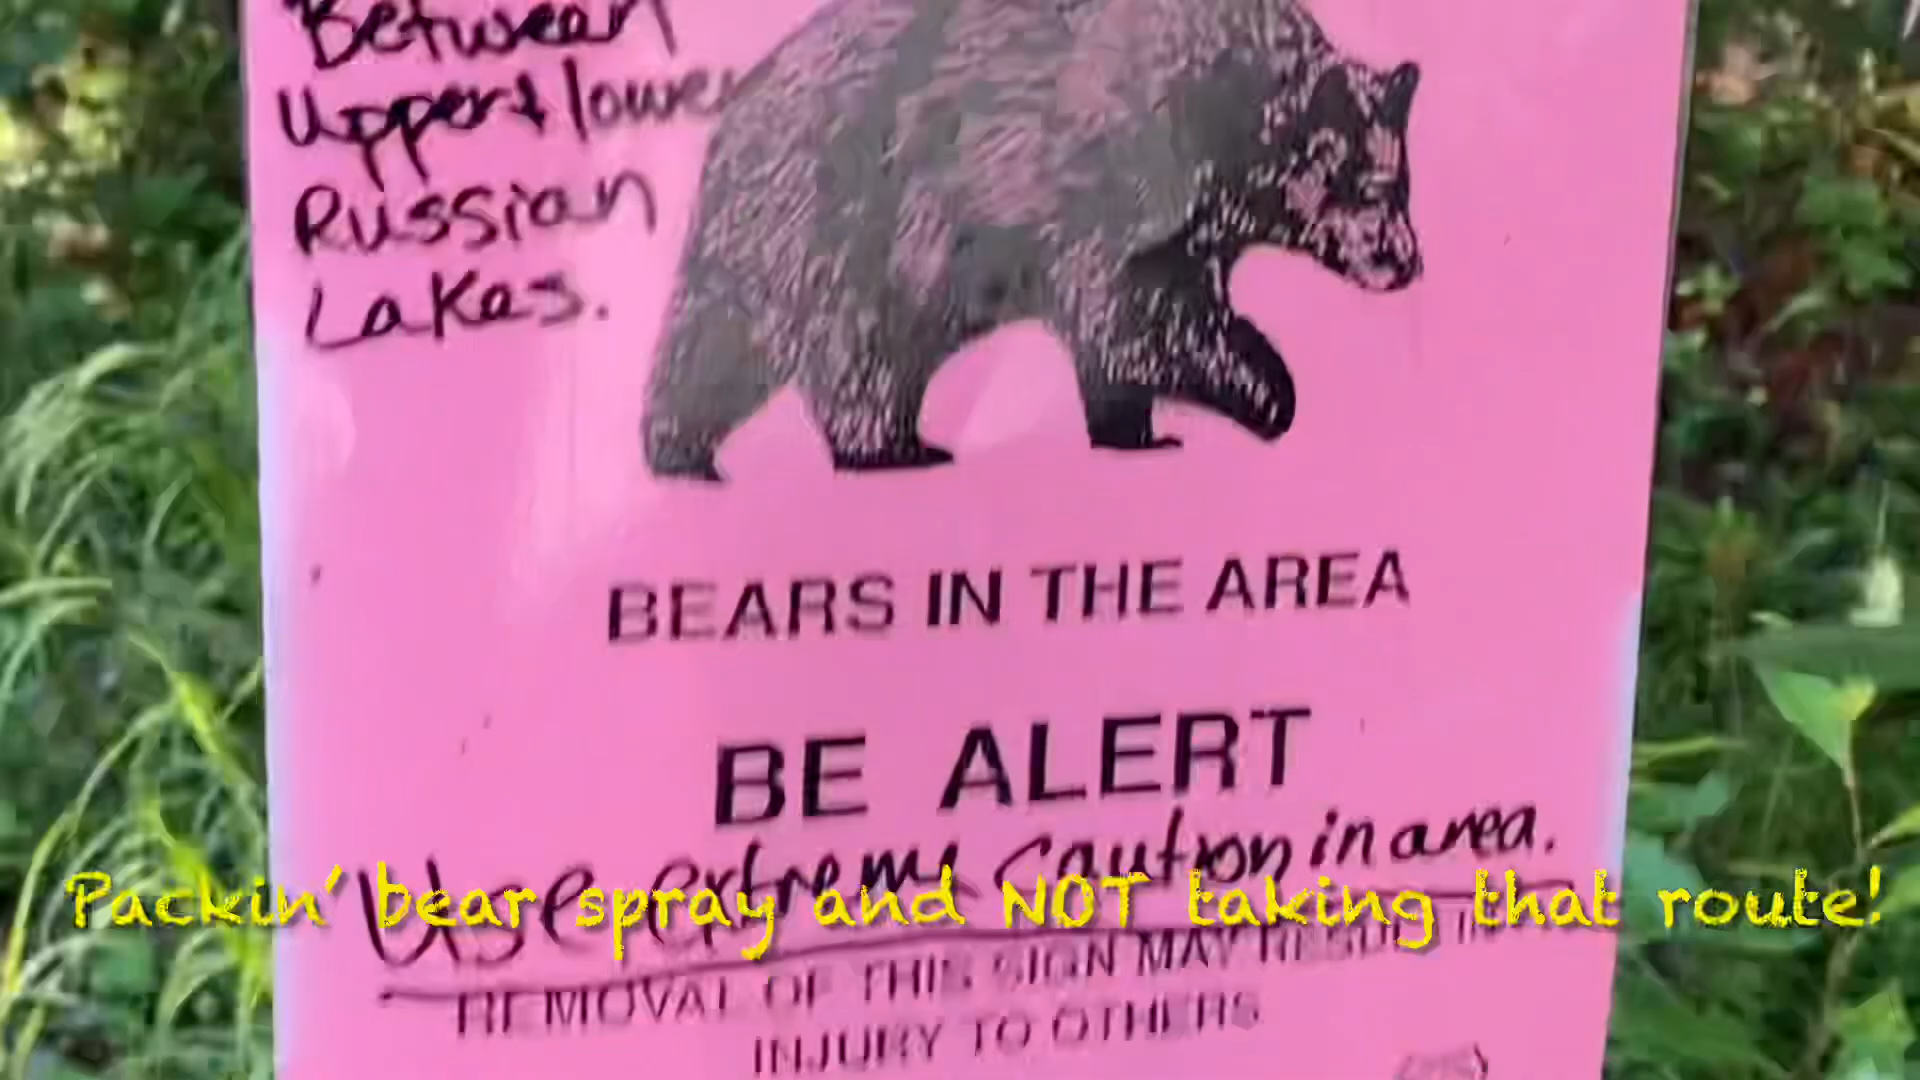 Between
Upper & lower
Russian
Lakes.
BEARS IN THE AREA
BE ALERT
Use extreme caution in area.
Packin' bear spray and NOT taking that route!
REMOVAL OF THIS SIGN MAY RESULT IN
INJURY TO OTHERS